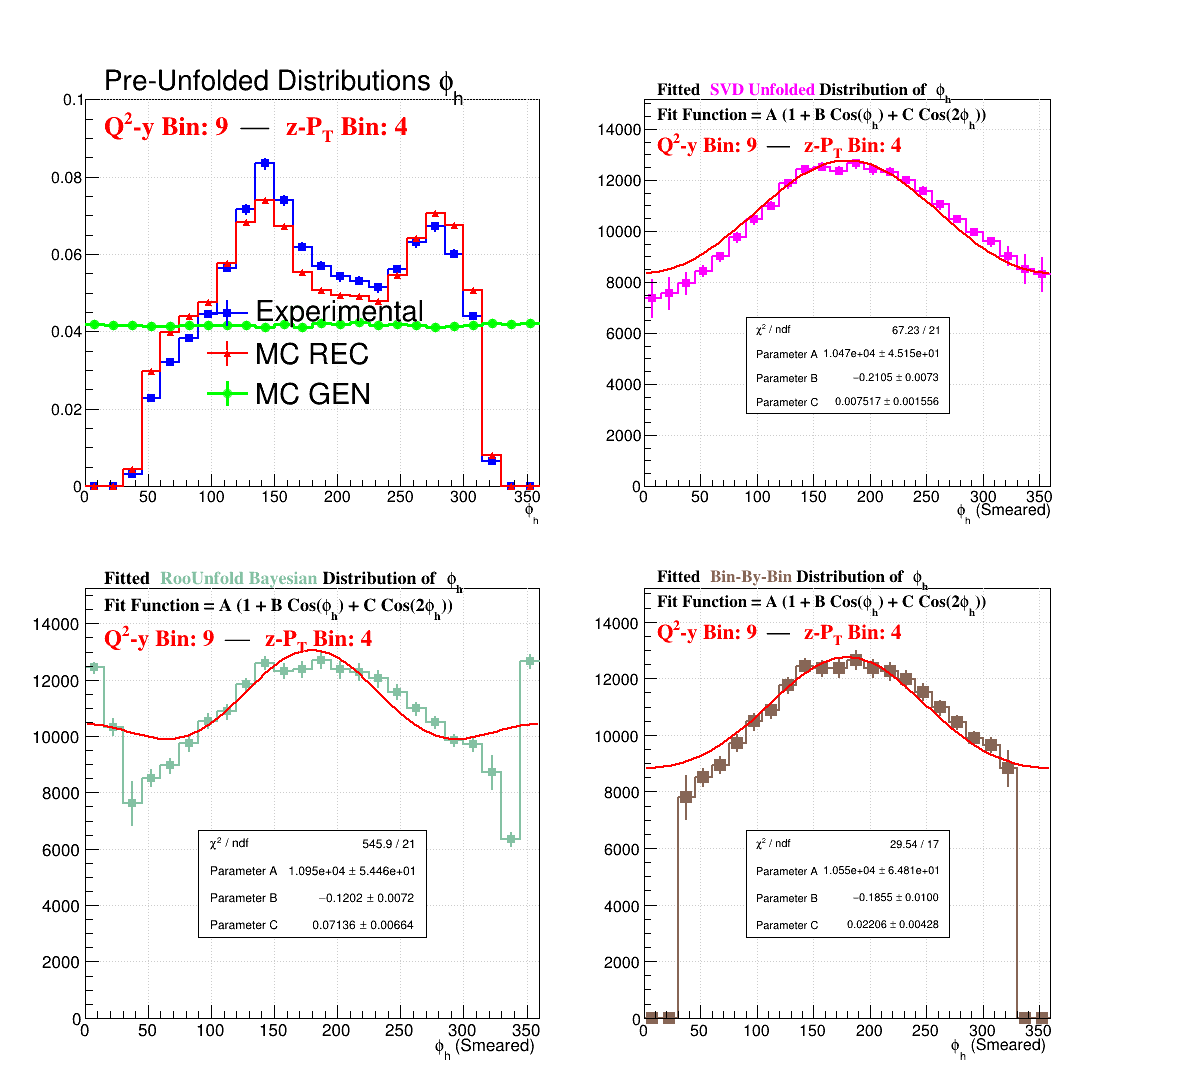 Pre-Unfolded Distributions ϕh
Q²-y Bin: 9 — z-PT Bin: 4
0.1
0.08
0.06
0.04
0.02
0
Experimental
MC REC
MC GEN
50 100 150 200 250 300 350
ϕh
Fitted SVD Unfolded Distribution of ϕh
Fit Function = A (1 + B Cos(ϕh) + C Cos(2ϕh))
Q²-y Bin: 9 — z-PT Bin: 4
14000
12000
10000
8000
6000
4000
2000
0
χ² / ndf 67.23 / 21
Parameter A 1.047e+04 ± 4.515e+01
Parameter B −0.2105 ± 0.0073
Parameter C 0.007517 ± 0.001556
0 50 100 150 200 250 300 350
ϕh (Smeared)
Fitted RooUnfold Bayesian Distribution of ϕh
Fit Function = A (1 + B Cos(ϕh) + C Cos(2ϕh))
Q²-y Bin: 9 — z-PT Bin: 4
14000
12000
10000
8000
6000
4000
2000
0
χ² / ndf 545.9 / 21
Parameter A 1.095e+04 ± 5.446e+01
Parameter B −0.1202 ± 0.0072
Parameter C 0.07136 ± 0.00664
0 50 100 150 200 250 300 350
ϕh (Smeared)
Fitted Bin-By-Bin Distribution of ϕh
Fit Function = A (1 + B Cos(ϕh) + C Cos(2ϕh))
Q²-y Bin: 9 — z-PT Bin: 4
14000
12000
10000
8000
6000
4000
2000
0
χ² / ndf 29.54 / 17
Parameter A 1.055e+04 ± 6.481e+01
Parameter B −0.1855 ± 0.0100
Parameter C 0.02206 ± 0.00428
0 50 100 150 200 250 300 350
ϕh (Smeared)